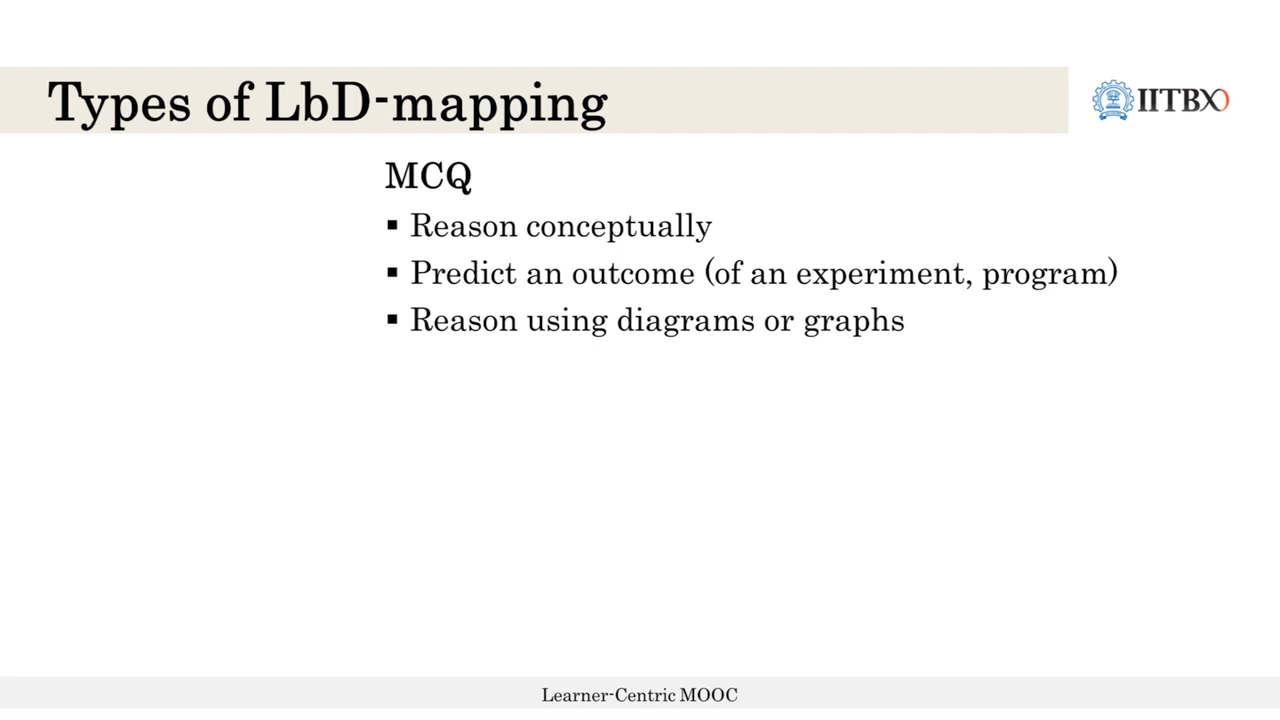 Types of LbD-mapping
IITBX
MCQ
▪ Reason conceptually
▪ Predict an outcome (of an experiment, program)
▪ Reason using diagrams or graphs
Learner-Centric MOOC